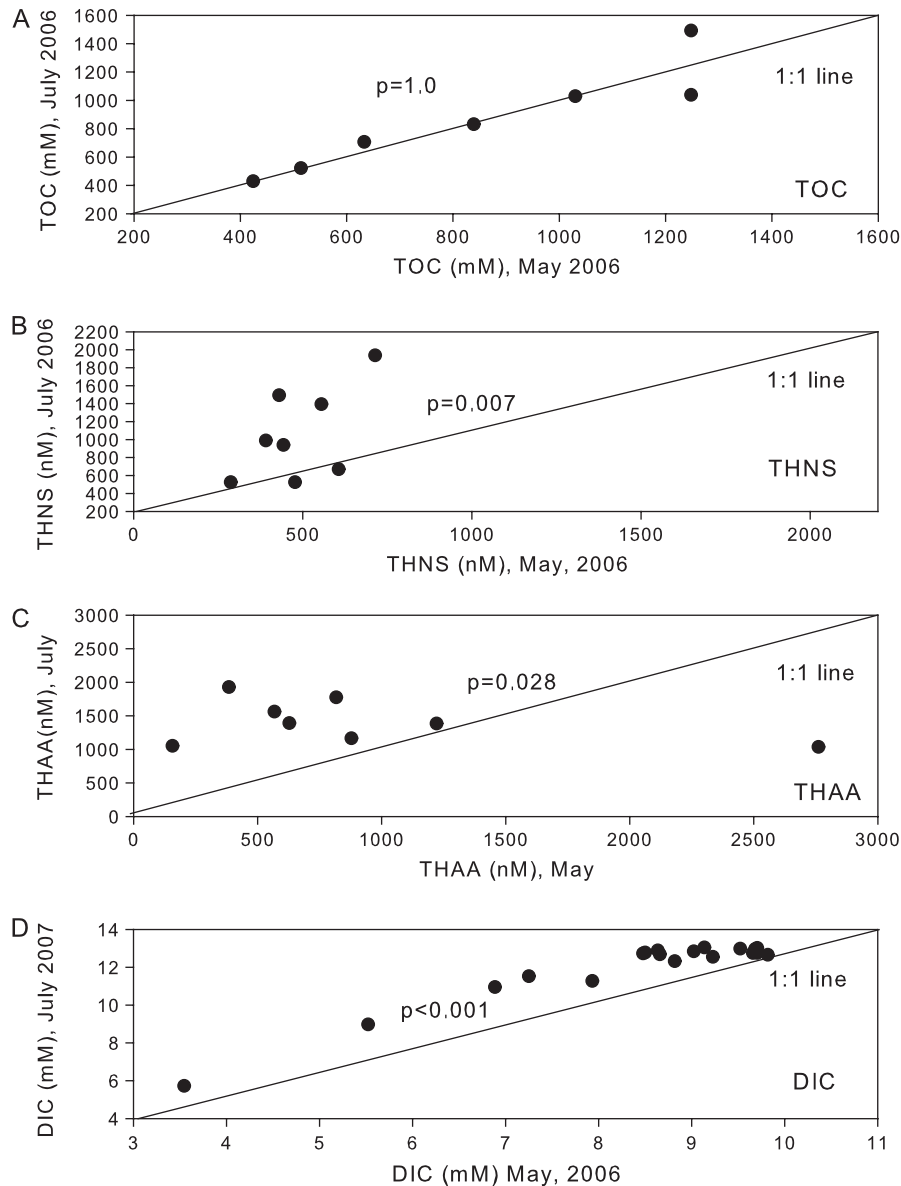 A
TOC (mM), July 2006
1600
1400
1200
1000
800
600
400
200
p=1.0
1:1 line
TOC
200 400 600 800 1000 1200 1400 1600
TOC (mM), May 2006
B
THNS (nM), July 2006
2200
2000
1800
1600
1400
1200
1000
800
600
400
200
p=0.007
1:1 line
THNS
0 500 1000 1500 2000
THNS (nM), May, 2006
C
THAA(nM), July
3000
2500
2000
1500
1000
500
0
p=0.028
1:1 line
THAA
0 500 1000 1500 2000 2500 3000
THAA (nM), May
D
DIC (mM), July 2007
14
12
10
8
6
4
p<0.001
1:1 line
DIC
3 4 5 6 7 8 9 10 11
DIC (mM) May, 2006